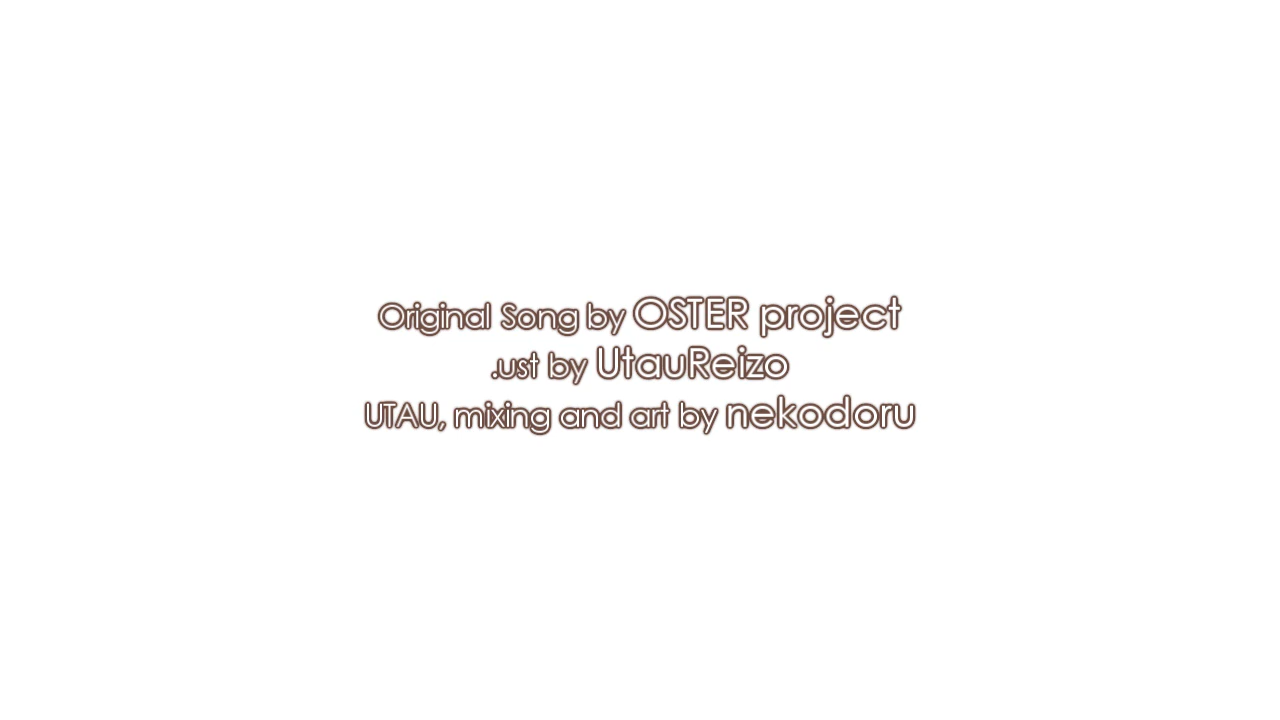 Original Song by OSTER project
.ust by UtauReizo
UTAU, mixing and art by nekodoru